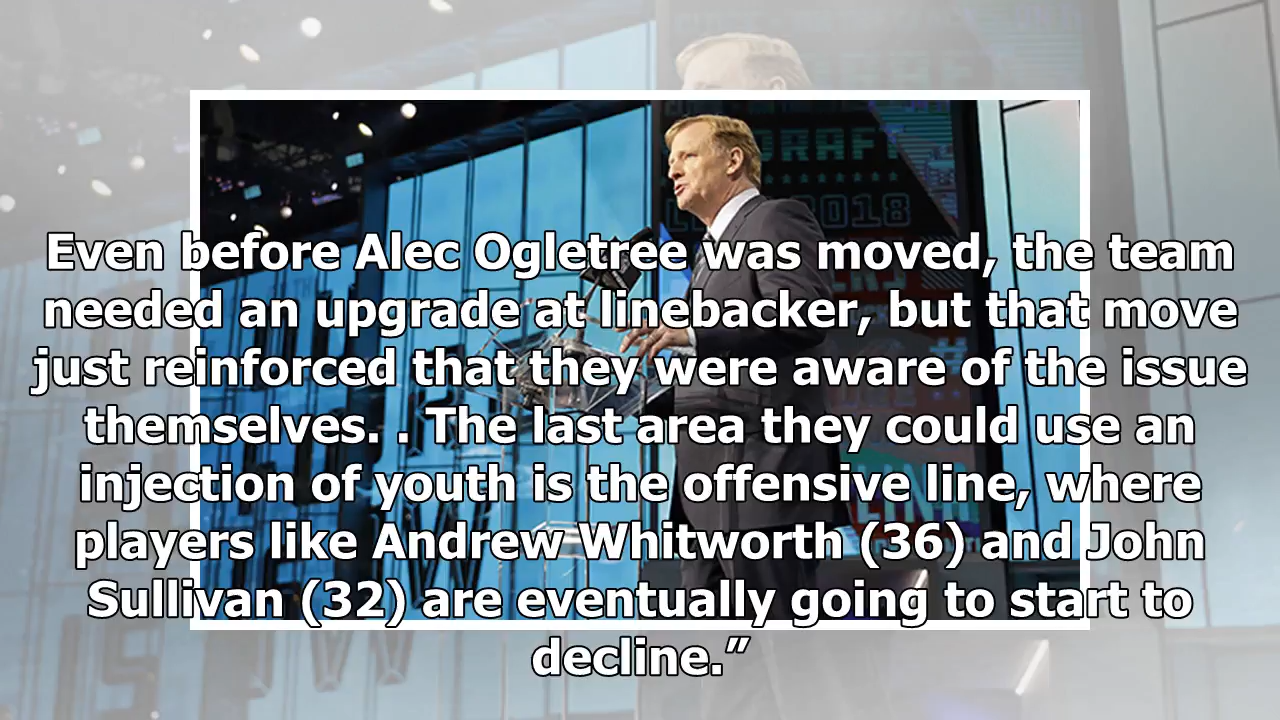 DRAFT
2018
Even before Alec Ogletree was moved, the team
needed an upgrade at linebacker, but that move
just reinforced that they were aware of the issue
themselves. . The last area they could use an
injection of youth is the offensive line, where
players like Andrew Whitworth (36) and John
Sullivan (32) are eventually going to start to
decline.”